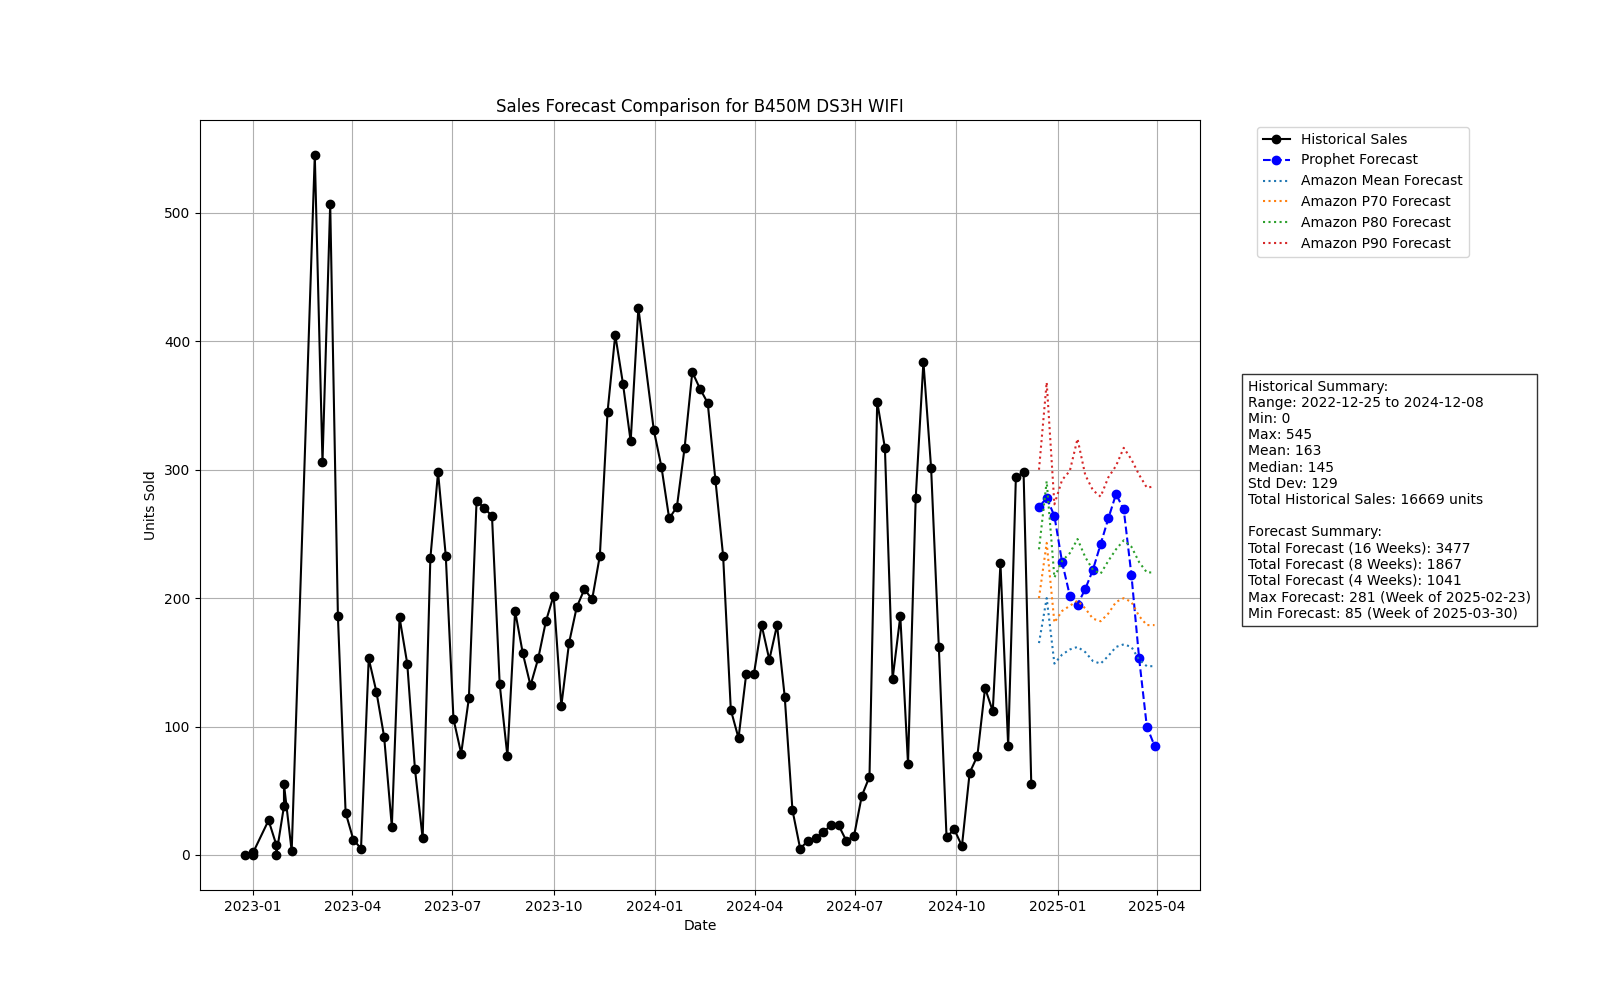 Sales Forecast Comparison for B450M DS3H WIFI
Historical Sales
Prophet Forecast
Amazon Mean Forecast
Amazon P70 Forecast
Amazon P80 Forecast
Amazon P90 Forecast
Units Sold
500
400
300
200
100
0
2023-01 2023-04 2023-07 2023-10 2024-01 2024-04 2024-07 2024-10 2025-01 2025-04
Date
Historical Summary:
Range: 2022-12-25 to 2024-12-08
Min: 0
Max: 545
Mean: 163
Median: 145
Std Dev: 129
Total Historical Sales: 16669 units
Forecast Summary:
Total Forecast (16 Weeks): 3477
Total Forecast (8 Weeks): 1867
Total Forecast (4 Weeks): 1041
Max Forecast: 281 (Week of 2025-02-23)
Min Forecast: 85 (Week of 2025-03-30)